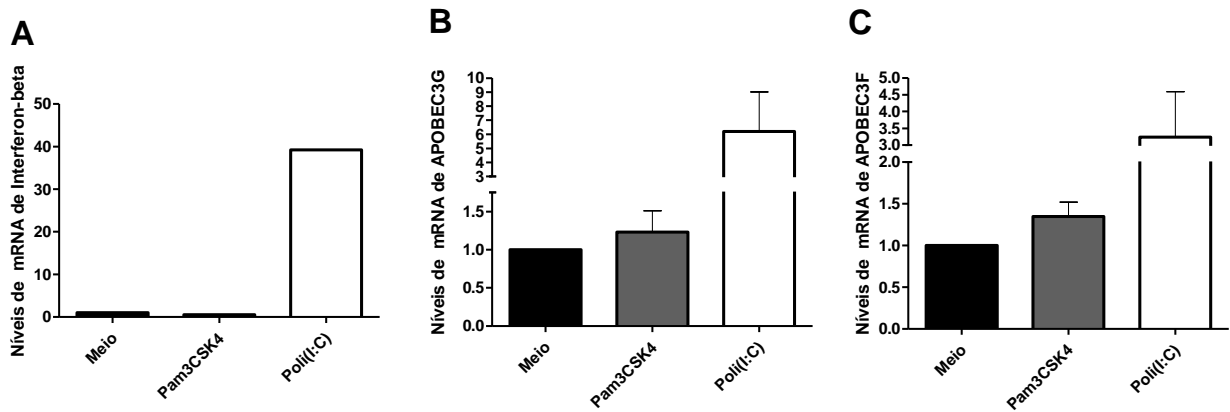 A
Níveis de mRNA de Interferon-beta
50
40
30
20
10
0
Meio
Pam3CSK4
Poli(I:C)
B
Níveis de mRNA de APOBEC3G
10
9
8
7
6
5
4
3
1.5
1.0
0.5
0.0
Meio
Pam3CSK4
Poli(I:C)
C
Níveis de mRNA de APOBEC3F
5.0
4.5
4.0
3.5
3.0
2.0
1.5
1.0
0.5
0.0
Meio
Pam3CSK4
Poli(I:C)